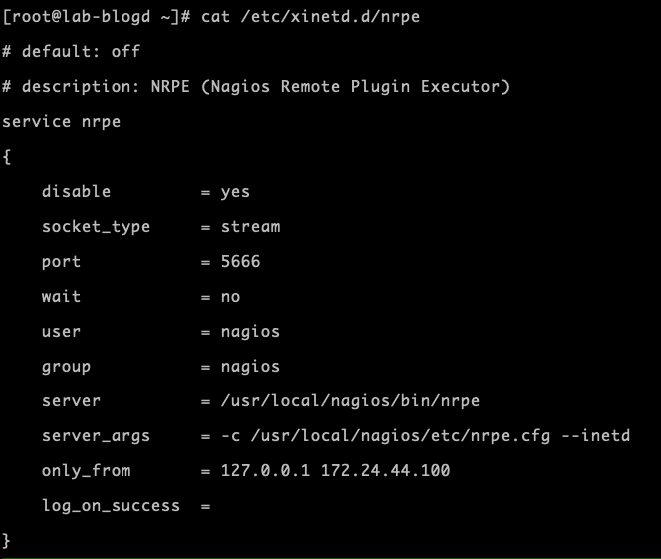 [root@lab-blogd ~]# cat /etc/xinetd.d/nrpe
# default: off
# description: NRPE (Nagios Remote Plugin Executor)
service nrpe
{
    disable         = yes
    socket_type     = stream
    port            = 5666
    wait            = no
    user            = nagios
    group           = nagios
    server          = /usr/local/nagios/bin/nrpe
    server_args     = -c /usr/local/nagios/etc/nrpe.cfg --inetd
    only_from       = 127.0.0.1 172.24.44.100
    log_on_success  =
}